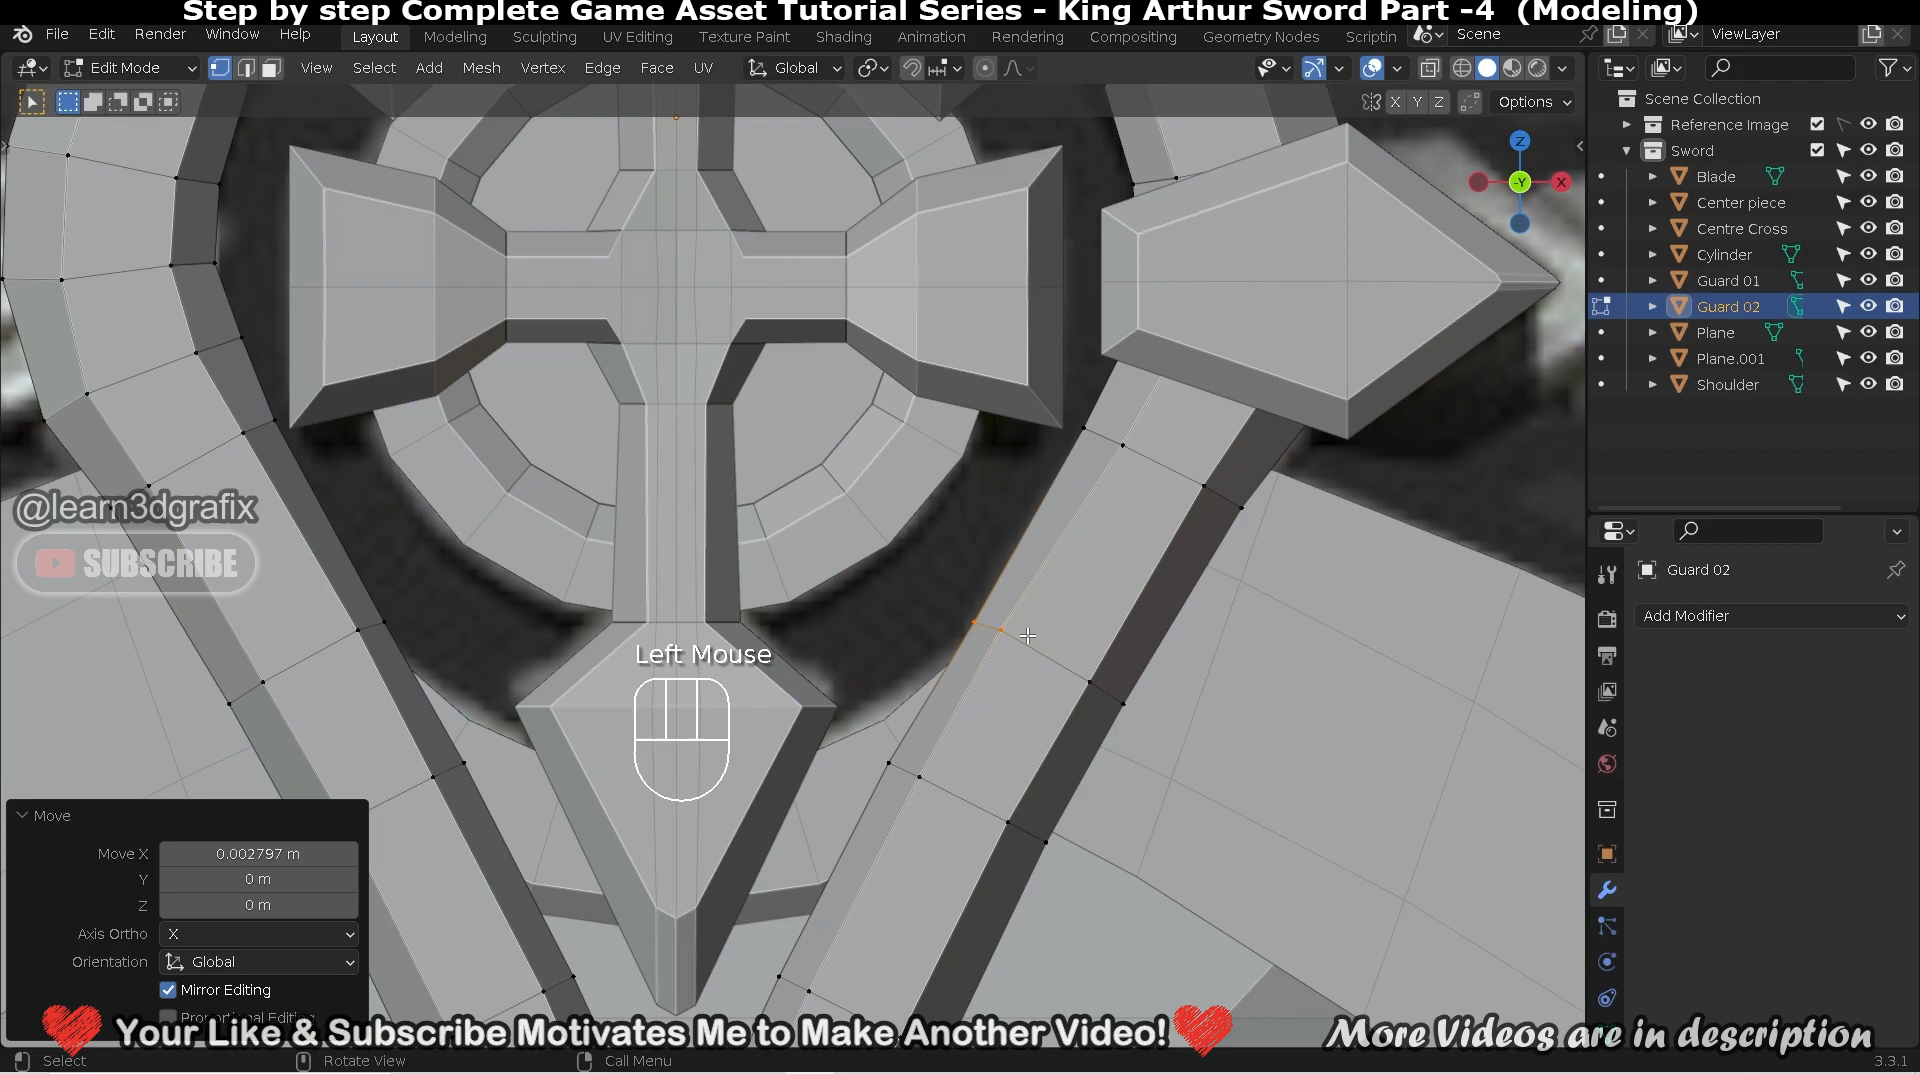 Step by step Complete Game Asset Tutorial Series - King Arthur Sword Part -4 (Modeling)
File Edit Render Window Help Layout Modeling Sculpting UV Editing Texture Paint Shading Animation Rendering Compositing Geometry Nodes Scriptin Scene ViewLayer
Edit Mode View Select Add Mesh Vertex Edge Face UV Global
X Y Z Options
Scene Collection
Reference Image
Sword
Blade
Center piece
Centre Cross
Cylinder
Guard 01
Guard 02
Plane
Plane.001
Shoulder
Z
-Y X
@learn3dgrafix
SUBSCRIBE
Left Mouse
Guard 02
Add Modifier
Move
Move X 0.002797 m
Y 0 m
Z 0 m
Axis Ortho X
Orientation Global
Mirror Editing
Proportional Editing
Your Like & Subscribe Motivates Me to Make Another Video! More Videos are in description
Select Rotate View Call Menu 3.3.1